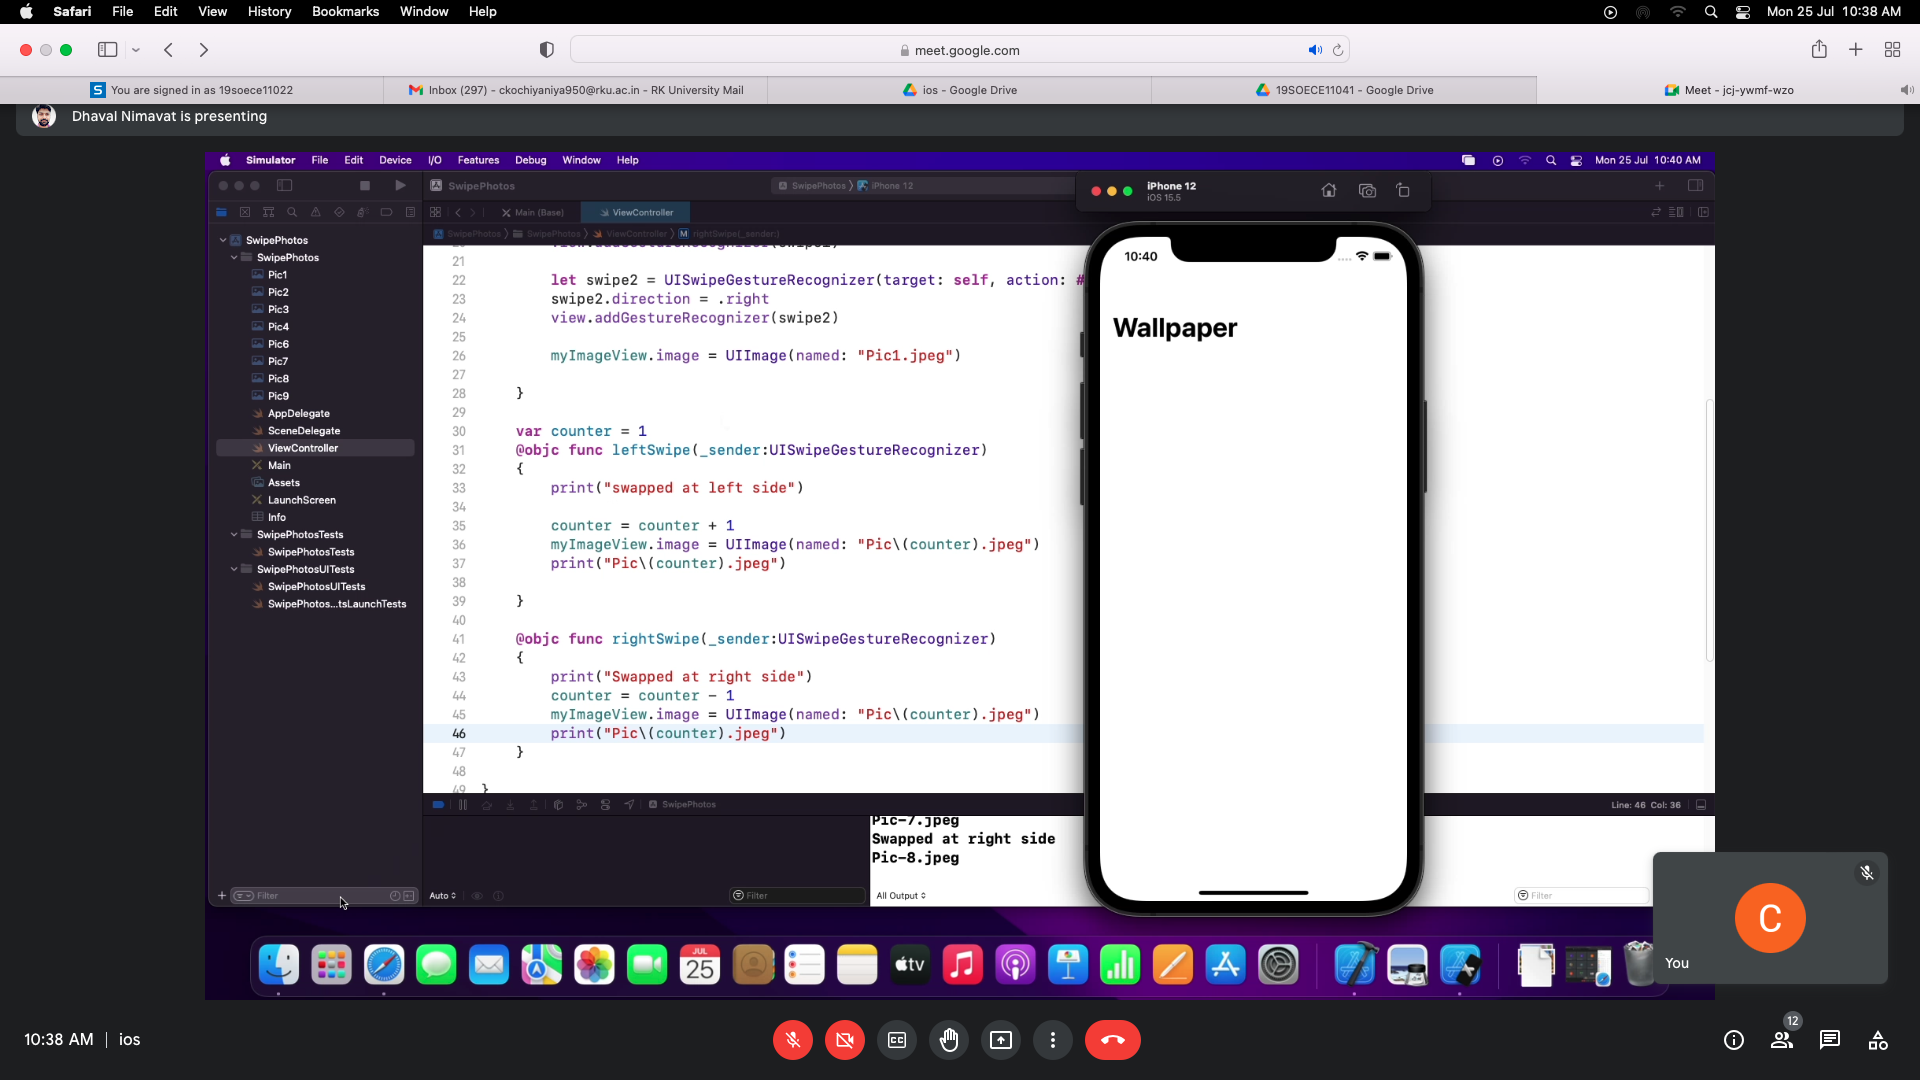 Safari File Edit View History Bookmarks Window Help
Mon 25 Jul 10:38 AM
meet.google.com
You are signed in as 19soece11022
Inbox (297) - ckochiyaniya950@rku.ac.in - RK University Mail
ios - Google Drive
19SOECE11041 - Google Drive
Meet - jcj-ywmf-wzo
Dhaval Nimavat is presenting
Simulator File Edit Device I/O Features Debug Window Help
Mon 25 Jul 10:40 AM
SwipePhotos
SwipePhotos 〉 iPhone 12
Main (Base)
ViewController
SwipePhotos 〉 SwipePhotos 〉 ViewController 〉 M rightSwipe(_sender:)
SwipePhotos
SwipePhotos
Pic1
Pic2
Pic3
Pic4
Pic6
Pic7
Pic8
Pic9
AppDelegate
SceneDelegate
ViewController
Main
Assets
LaunchScreen
Info
SwipePhotosTests
SwipePhotosTests
SwipePhotosUITests
SwipePhotosUITests
SwipePhotos...tsLaunchTests
Filter
21
22 let swipe2 = UISwipeGestureRecognizer(target: self, action: #
23 swipe2.direction = .right
24 view.addGestureRecognizer(swipe2)
25
26 myImageView.image = UIImage(named: "Pic1.jpeg")
27
28 }
29
30 var counter = 1
31 @objc func leftSwipe(_sender:UISwipeGestureRecognizer)
32 {
33 print("swapped at left side")
34
35 counter = counter + 1
36 myImageView.image = UIImage(named: "Pic\(counter).jpeg")
37 print("Pic\(counter).jpeg")
38
39 }
40
41 @objc func rightSwipe(_sender:UISwipeGestureRecognizer)
42 {
43 print("Swapped at right side")
44 counter = counter - 1
45 myImageView.image = UIImage(named: "Pic\(counter).jpeg")
46 print("Pic\(counter).jpeg")
47 }
48
49 }
SwipePhotos
Line: 46 Col: 36
Pic-7.jpeg
Swapped at right side
Pic-8.jpeg
Auto
Filter
All Output
Filter
iPhone 12
iOS 15.5
10:40
Wallpaper
JUL
25
tv
C
You
10:38 AM | ios
CC
12